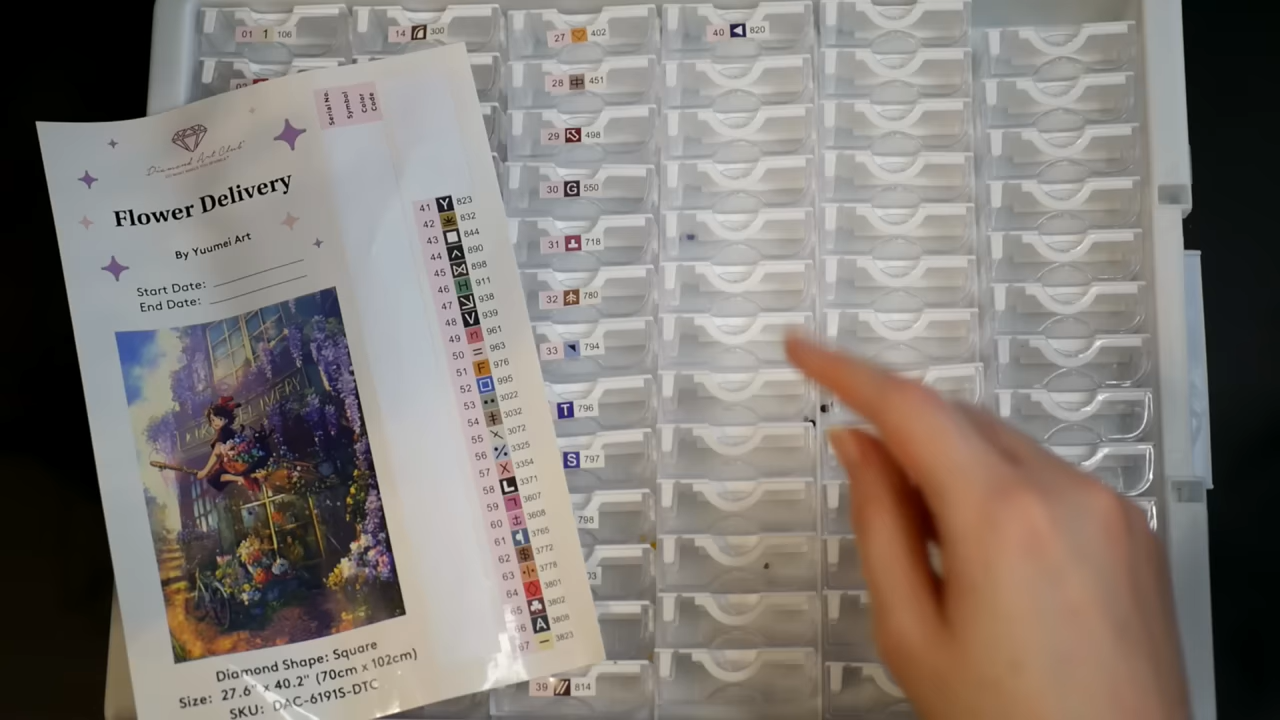 01 1 106
14 300
27 402
40 820
28 451
29 498
30 G 550
31 718
32 780
33 794
T 796
S 797
798
39 814
Serial No.
Symbol
Color Code
Diamond Art Club
Flower Delivery
By Yuumei Art
Start Date:
End Date:
41 Y 823
42 832
43 844
44 890
45 898
46 H 911
47 938
48 V 939
49 n 961
50 = 963
51 F 976
52 995
53 3022
54 3032
55 3072
56 3325
57 X 3354
58 L 3371
59 3607
60 3608
61 3765
62 $ 3772
63 3778
64 3801
65 3802
66 A 3808
67 3823
Diamond Shape: Square
Size: 27.6" x 40.2" (70cm x 102cm)
SKU: DAC-6191S-DTC